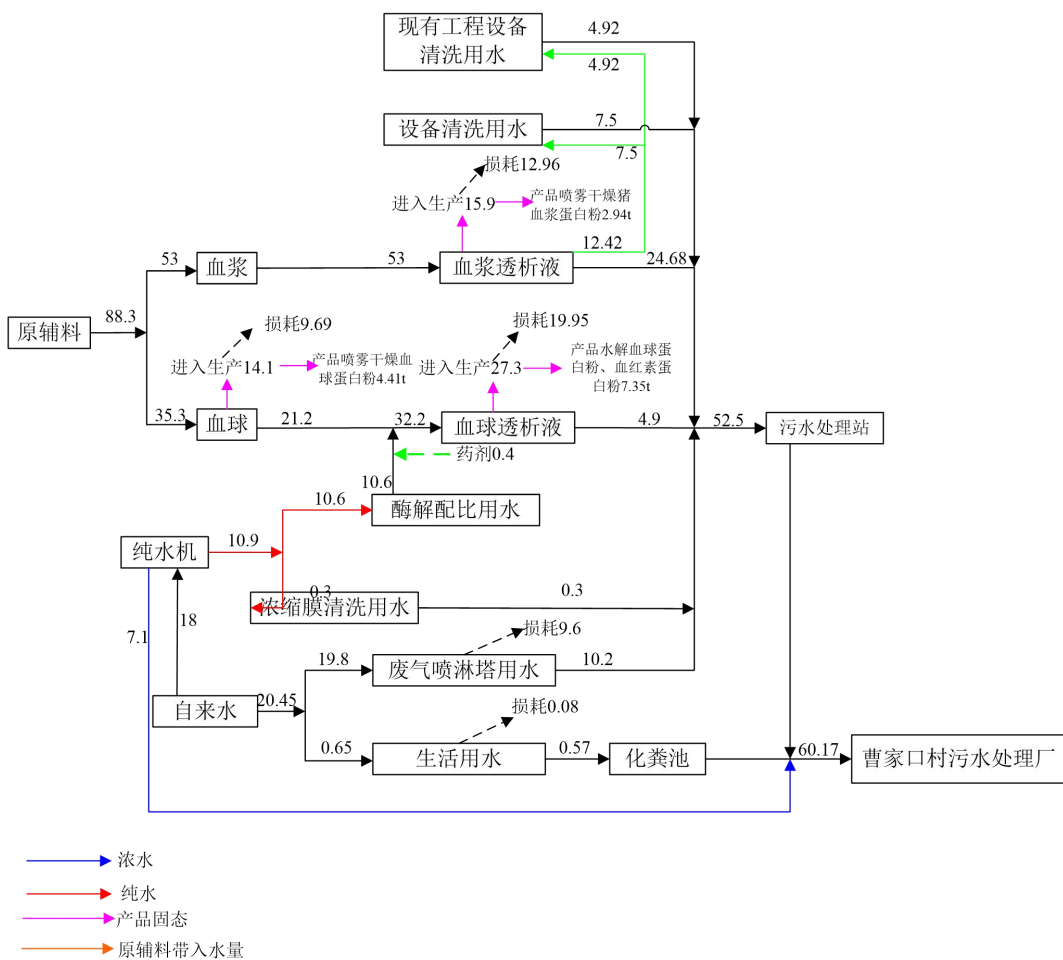 现有工程设备
清洗用水
4.92
4.92
设备清洗用水
7.5
7.5
损耗12.96
进入生产15.9
产品喷雾干燥猪
血浆蛋白粉2.94t
12.42
53
血浆
53
血浆透析液
24.68
原辅料
88.3
损耗9.69
损耗19.95
进入生产14.1
产品喷雾干燥血
球蛋白粉4.41t
进入生产27.3
产品水解血球蛋
白粉、血红素蛋
白粉7.35t
35.3
血球
21.2
32.2
血球透析液
4.9
52.5
污水处理站
药剂0.4
10.6
10.6
酶解配比用水
纯水机
10.9
0.3
浓缩膜清洗用水
0.3
7.1
18
损耗9.6
19.8
废气喷淋塔用水
10.2
自来水
20.45
损耗0.08
0.65
生活用水
0.57
化粪池
60.17
曹家口村污水处理厂
浓水
纯水
产品固态
原辅料带入水量